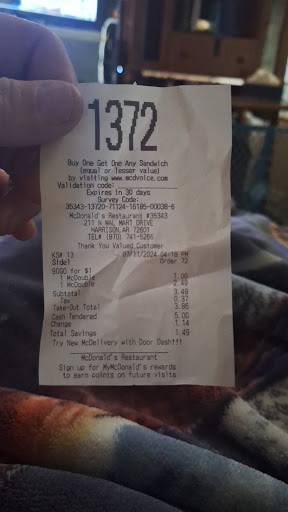 1372
Buy One Get One Any Sandwich
(equal or lesser value)
by visiting www.mcdvoice.com
Validation code:
Expires in 30 days
Survey Code:
35343-13720-71124-16185-00038-6
McDonald's Restaurant #35343
211 N WAL MART DRIVE
HARRISON,AR 72601
TEL# (870) 741-5266
Thank You Valued Customer
KS# 13 07/11/2024 04:18 PM
Side1 Order 72
BOGO for $1
1 McDouble 1.00
1 McDouble 2.49
Subtotal 3.49
Tax 0.37
Take-Out Total 3.86
Cash Tendered 5.00
Change 1.14
Total Savings 1.49
Try New McDelivery with Door Dash!!!
McDonald's Restaurant
Sign up for MyMcDonald's rewards
to earn points on future visits